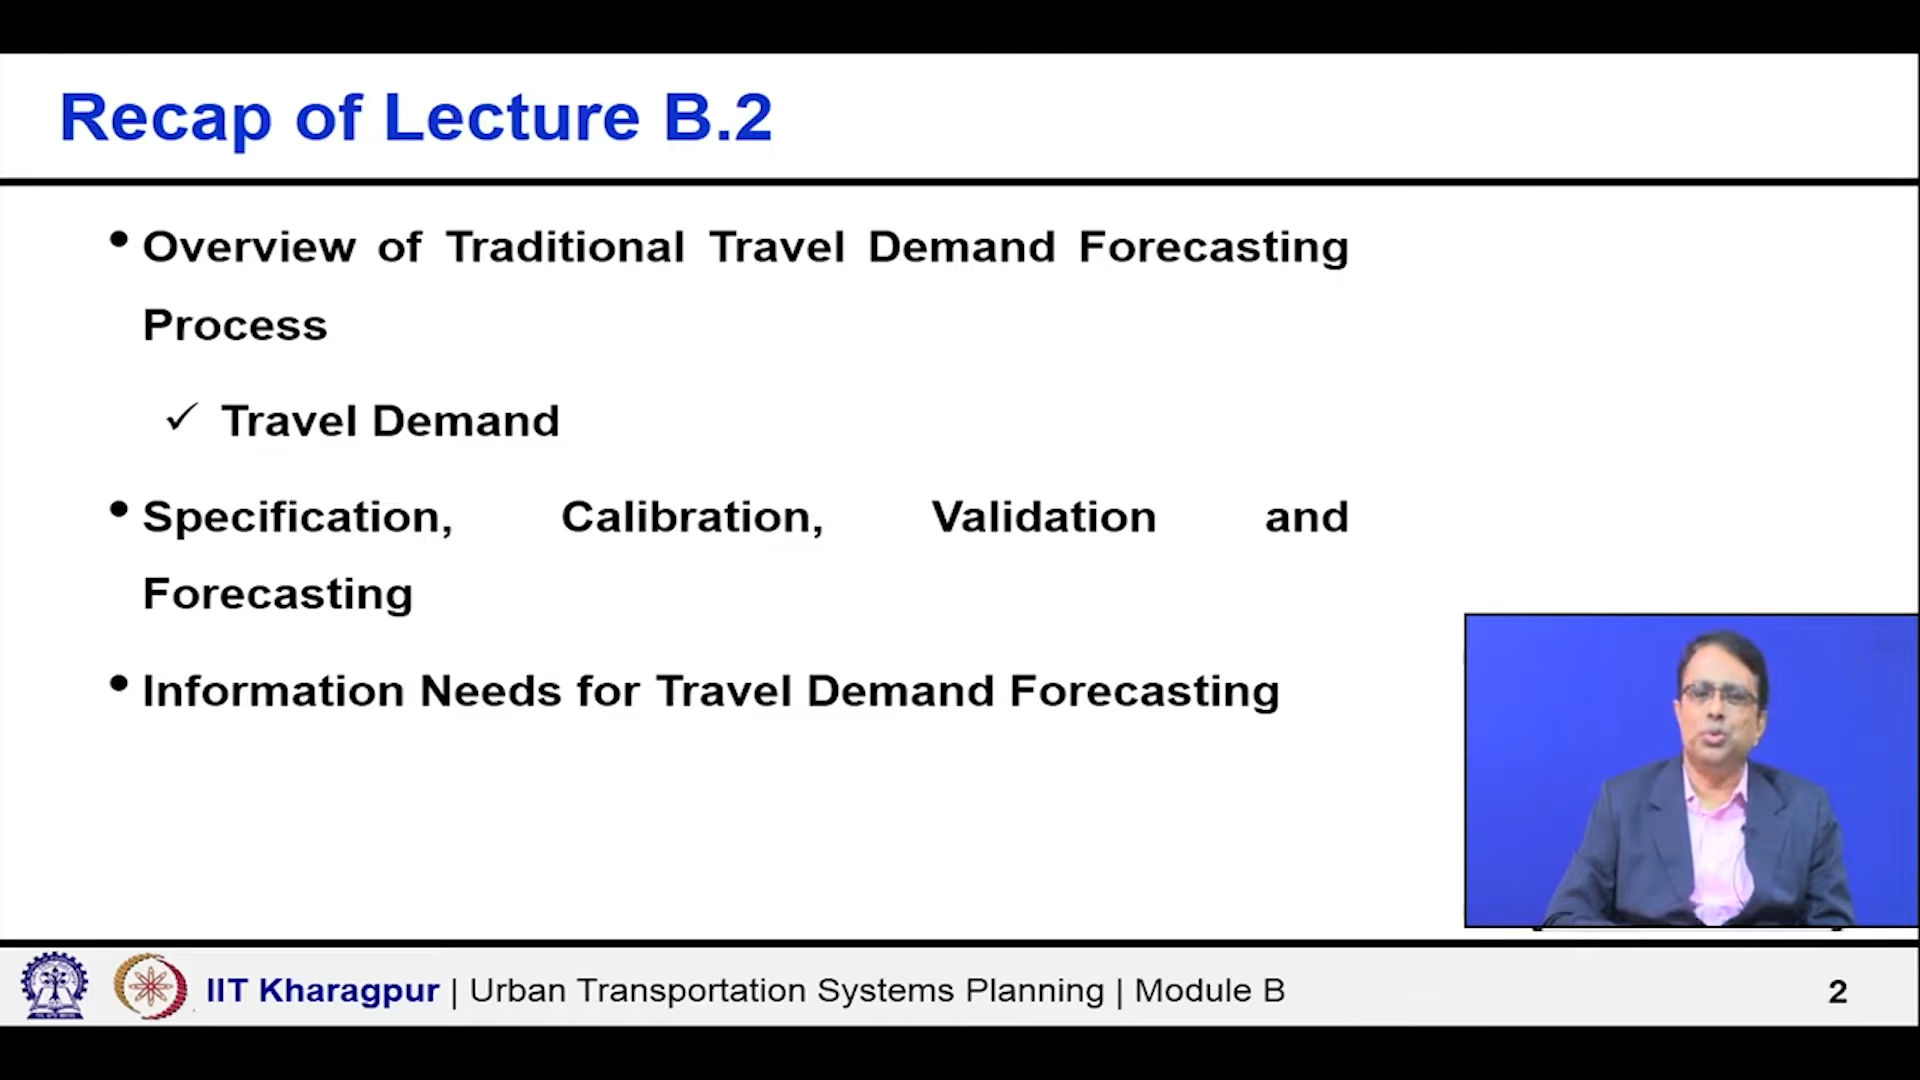 Recap of Lecture B.2
• Overview of Traditional Travel Demand Forecasting
Process
✓ Travel Demand
• Specification, Calibration, Validation and
Forecasting
• Information Needs for Travel Demand Forecasting
IIT Kharagpur | Urban Transportation Systems Planning | Module B
2